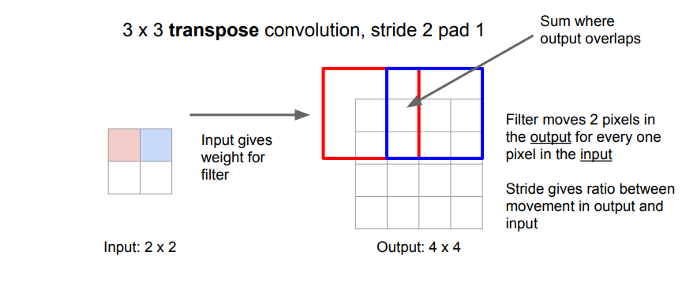 3 x 3 transpose convolution, stride 2 pad 1
Sum where
output overlaps
Input gives
weight for
filter
Filter moves 2 pixels in
the output for every one
pixel in the input
Stride gives ratio between
movement in output and
input
Input: 2 x 2
Output: 4 x 4